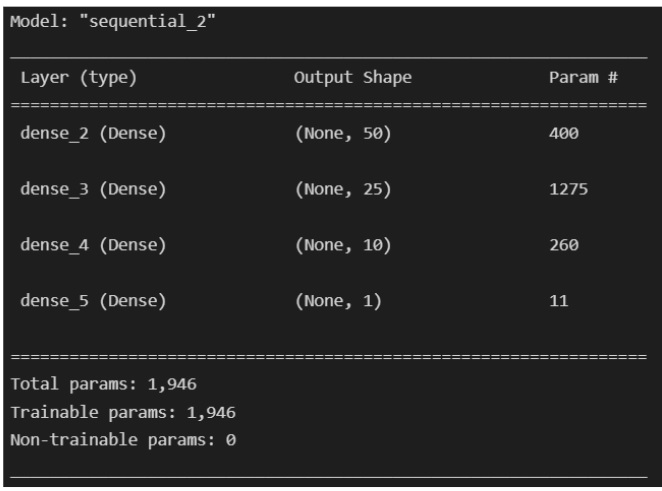 Model: "sequential_2"
Layer (type) Output Shape Param #
dense_2 (Dense) (None, 50) 400
dense_3 (Dense) (None, 25) 1275
dense_4 (Dense) (None, 10) 260
dense_5 (Dense) (None, 1) 11
Total params: 1,946
Trainable params: 1,946
Non-trainable params: 0